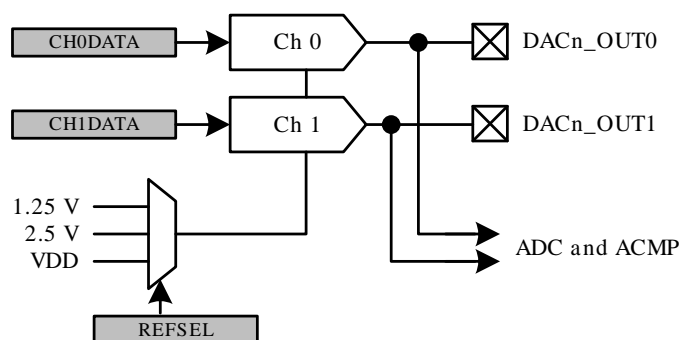 CH0DATA
Ch 0
DACn_OUT0
CH1DATA
Ch 1
DACn_OUT1
1.25 V
2.5 V
VDD
ADC and ACMP
REFSEL